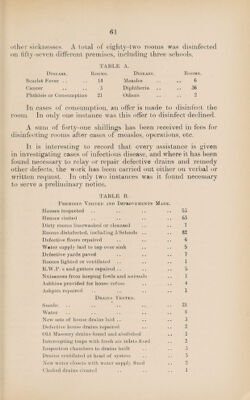 61
other sicknesses. A total of eighty-two rooms was disinfected
on fifty-seven different premises, including three schools.
TABLE A.
Disease. Rooms. Disease. Rooms.
Scarlet Fever .. .. 14 Measles .. .. 6
Cancer .. .. 3 Diphtheria .. .. 36
Phthisis or Consumption 21 Others .. .. 2
In cases of consumption, an offer is made to disinfect the
room. In only one instance was this offer to disinfect declined.
A sum of forty-one shillings has been received in fees for
disinfecting rooms after cases of measles, operations, etc.
It is interesting to record that every assistance is given
in investigating cases of infectious disease, and where it has been
found necessary to relay or repair defective drains and remedy
other defects, the work has been carried out either on verbal or
written request. In only two instances was it found necessary
to serve a preliminary notice.
TABLE B.
Premises Visited and Improvements Made.
Houses inspected .. .. .. .. .. 55
Houses visited .. .. .. .. .. 65
Dirty rooms limewashed or cleansed .. .. 7
Rooms disinfected, including 3 Schools .. .. 82
Defective floors repaired .. .. .. 6
Water supply laid to tap over sink .. .. 5
Defective yards paved .. .. .. 7
Rooms lighted or ventilated .. .. .. 1
R.W.P.'s and gutters repaired .. .. .. 5
Nuisances from keeping fowls and animals .. 1
Ashbins provided for house refuse .. .. 4
Ashpits repaired .. .. .. .. 1
Drains Tested.
Smoke .. .. .. .. .. 21
Water .. .. .. .. .. 6
New sets of house drains laid .. .. .. 3
Defective house drains repaired .. .. 2
Old Masonry drains found and abolished .. 1
Intercepting traps with fresh air inlets fixed .. 2
Inspection chambers to drains built .. .. 3
Drains ventilated at head of system .. .. 5
New water closets with water supply fixed .. 2
Choked drains cleared .. .. .. 1